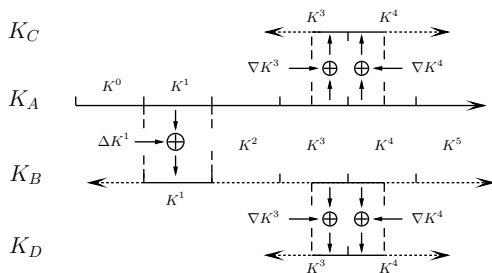 K_C K^3 K^4
∇K^3 ⊕ ⊕ ∇K^4
K^0 K^1
K_A
ΔK^1 ⊕ K^2 K^3 K^4 K^5
K_B
K^1
∇K^3 ⊕ ⊕ ∇K^4
K_D K^3 K^4